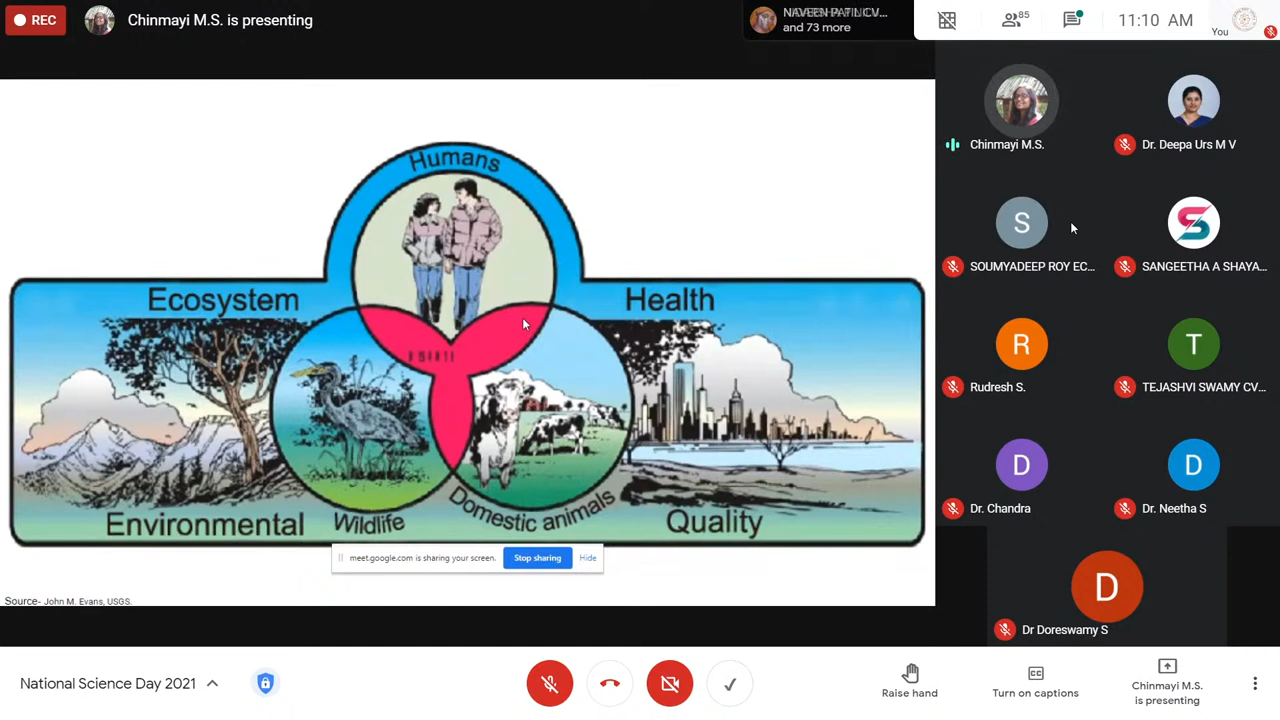 REC
Chinmayi M.S. is presenting
and 73 more
85
11:10 AM
You
Chinmayi M.S.
Dr. Deepa Urs M V
S
SOUMYADEEP ROY EC...
SANGEETHA A SHAYA...
R
Rudresh S.
T
TEJASHVI SWAMY CV...
D
Dr. Chandra
D
Dr. Neetha S
D
Dr Doreswamy S
Humans
Ecosystem
Health
Environmental
Wildlife
Domestic animals
Quality
meet.google.com is sharing your screen.
Stop sharing
Hide
Source- John M. Evans, USGS.
National Science Day 2021
Raise hand
CC
Turn on captions
Chinmayi M.S.
is presenting